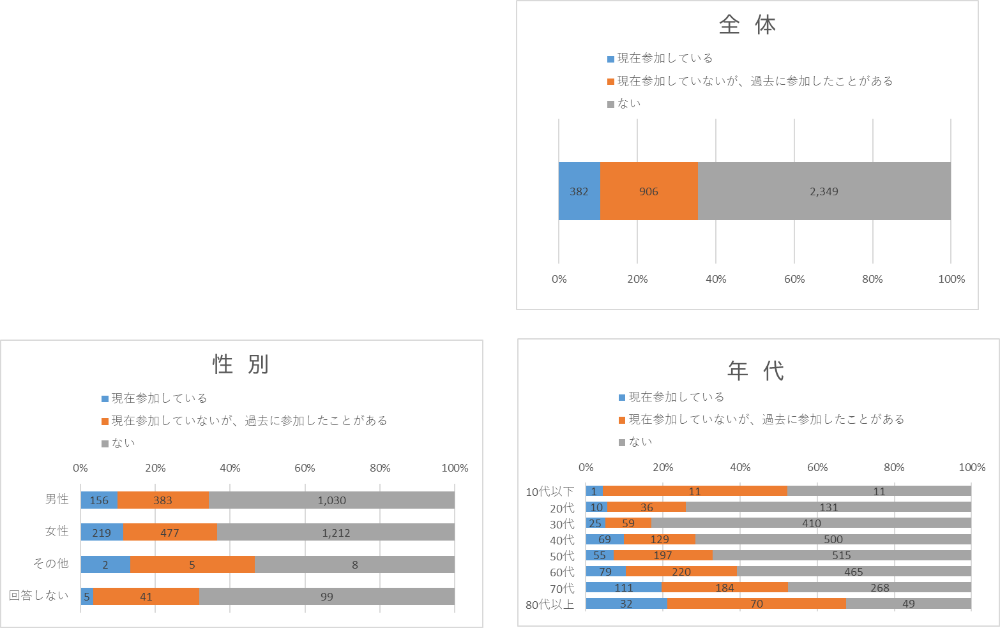 全 体
現在参加している
現在参加していないが、過去に参加したことがある
ない
382 906 2,349
0% 20% 40% 60% 80% 100%
性 別
現在参加している
現在参加していないが、過去に参加したことがある
ない
0% 20% 40% 60% 80% 100%
男性 156 383 1,030
女性 219 477 1,212
その他 2 5 8
回答しない 5 41 99
年 代
現在参加している
現在参加していないが、過去に参加したことがある
ない
0% 20% 40% 60% 80% 100%
10代以下 1 11 11
20代 10 36 131
30代 25 59 410
40代 69 129 500
50代 55 197 515
60代 79 220 465
70代 111 184 268
80代以上 32 70 49